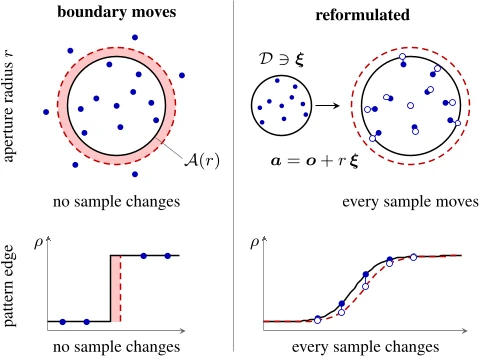 boundary moves
reformulated
aperture radius r
𝒟 ∋ ξ
𝒜(r)
a = o + r ξ
no sample changes
every sample moves
pattern edge
ρ
ρ
no sample changes
every sample changes